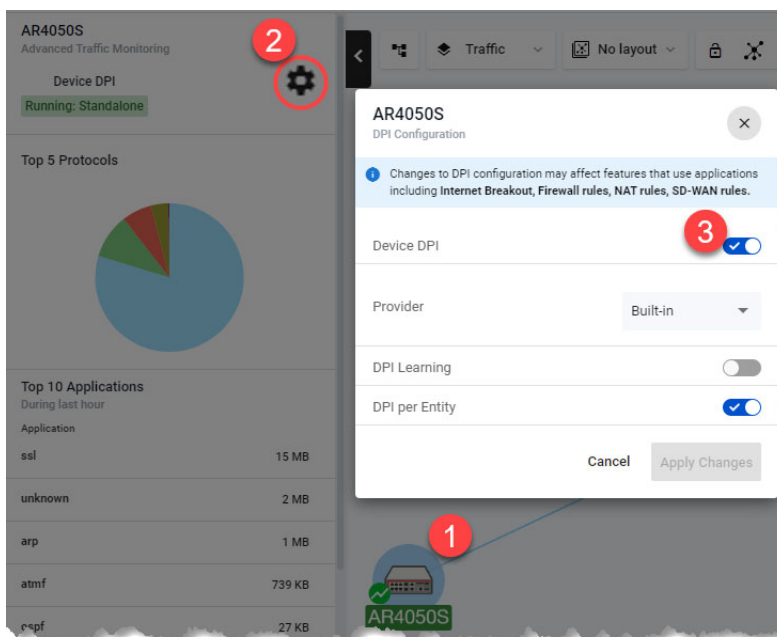 AR4050S
Advanced Traffic Monitoring
Device DPI
Running: Standalone
2
Top 5 Protocols
Top 10 Applications
During last hour
Application
ssl 15 MB
unknown 2 MB
arp 1 MB
atmf 739 KB
ospf 27 KB
Traffic No layout
AR4050S
DPI Configuration
Changes to DPI configuration may affect features that use applications
including Internet Breakout, Firewall rules, NAT rules, SD-WAN rules.
3
Device DPI
Provider Built-in
DPI Learning
DPI per Entity
Cancel Apply Changes
1
AR4050S